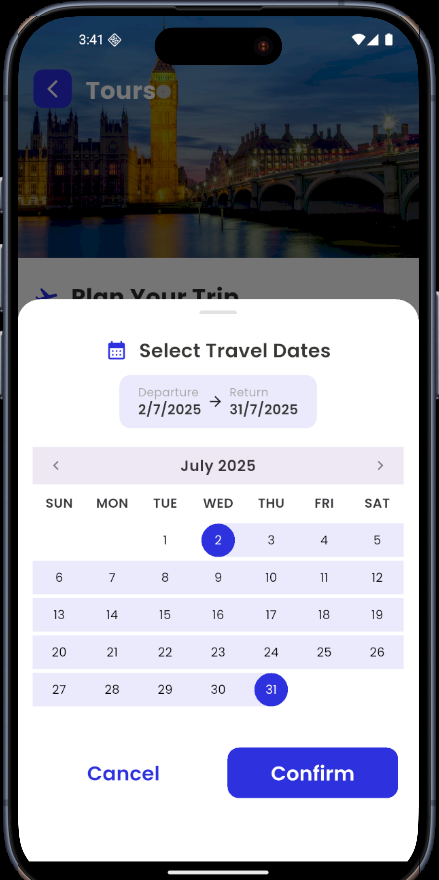 3:41
Tours
Plan Your Trip
Select Travel Dates
Departure Return
2/7/2025 → 31/7/2025
July 2025
SUN MON TUE WED THU FRI SAT
1 2 3 4 5
6 7 8 9 10 11 12
13 14 15 16 17 18 19
20 21 22 23 24 25 26
27 28 29 30 31
Cancel Confirm